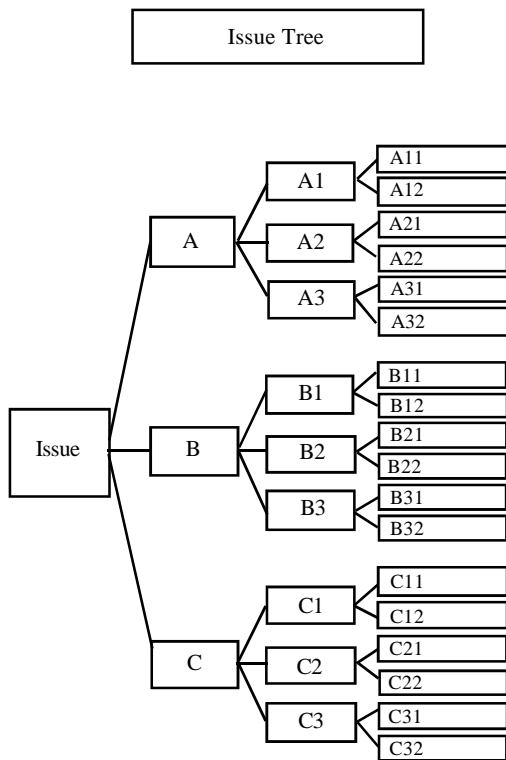 Issue Tree
Issue
A
A1
A11
A12
A2
A21
A22
A3
A31
A32
B
B1
B11
B12
B2
B21
B22
B3
B31
B32
C
C1
C11
C12
C2
C21
C22
C3
C31
C32